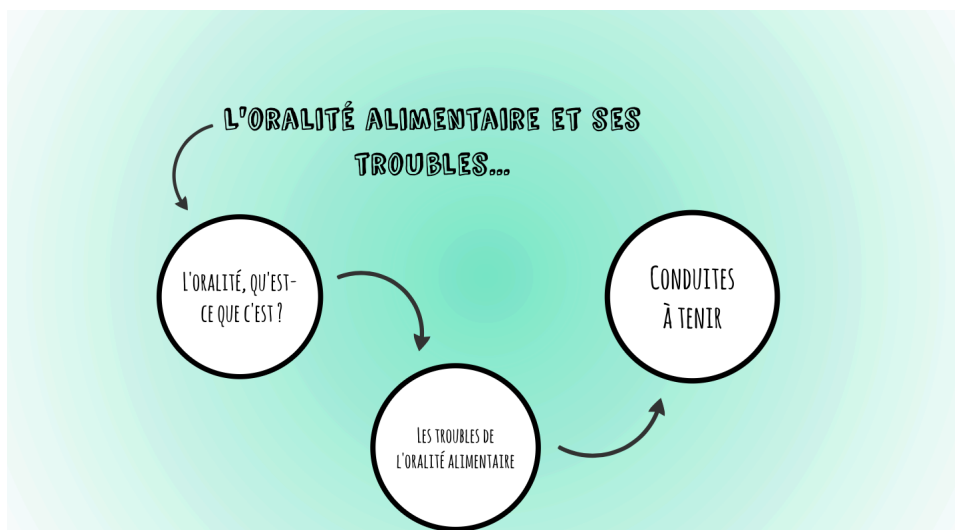 L'ORALITÉ ALIMENTAIRE ET SES
TROUBLES...
L'ORALITÉ, QU'EST-
CE QUE C'EST ?
LES TROUBLES DE
L'ORALITÉ ALIMENTAIRE
CONDUITES
À TENIR